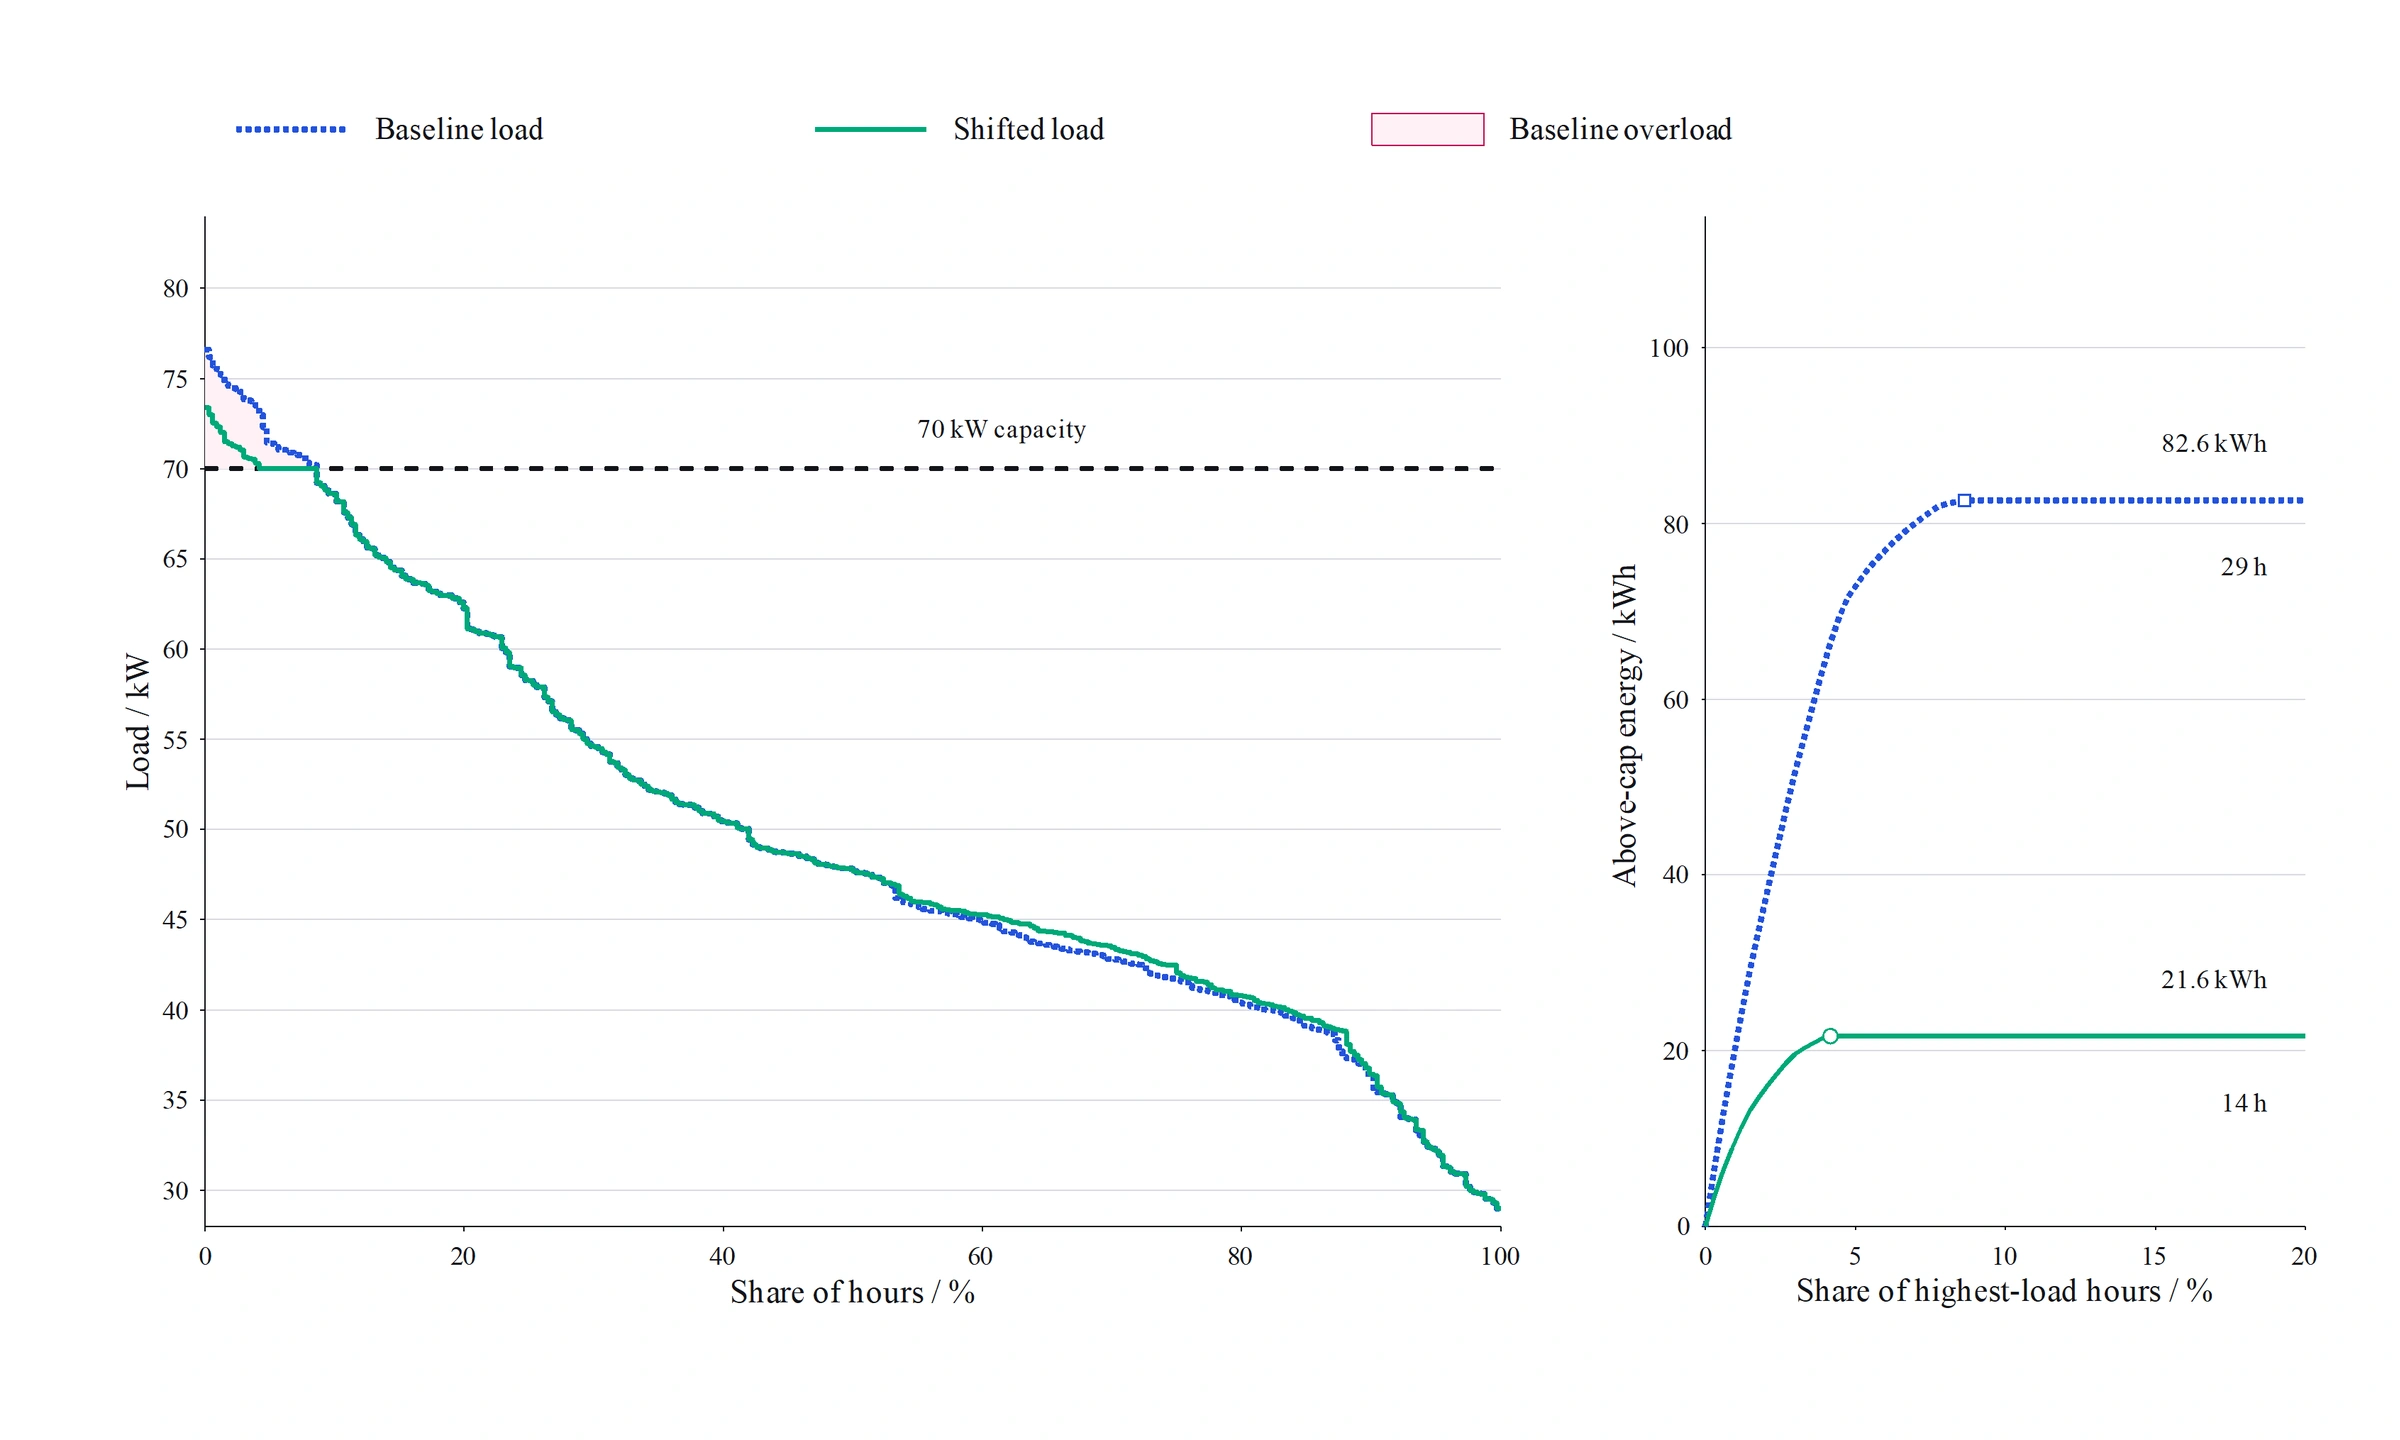 Baseline load
Shifted load
Baseline overload
80
75
70
65
60
55
50
45
40
35
30
Load / kW
70 kW capacity
0
20
40
60
80
100
Share of hours / %
100
80
60
40
20
0
Above-cap energy / kWh
82.6 kWh
29 h
21.6 kWh
14 h
0
5
10
15
20
Share of highest-load hours / %